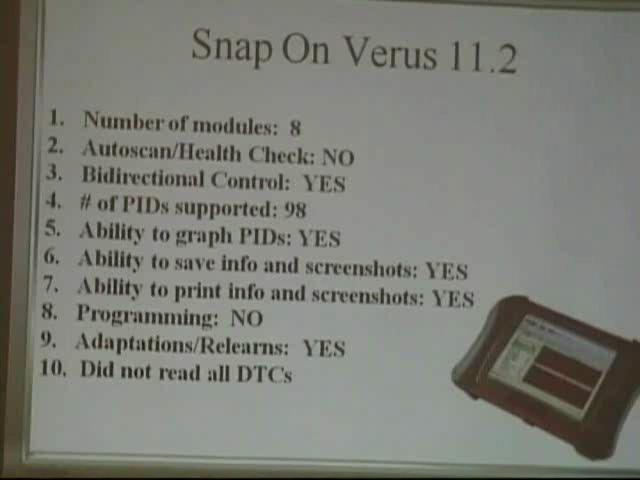 Snap On Verus 11.2
1. Number of modules: 8
2. Autoscan/Health Check: NO
3. Bidirectional Control: YES
4. # of PIDs supported: 98
5. Ability to graph PIDs: YES
6. Ability to save info and screenshots: YES
7. Ability to print info and screenshots: YES
8. Programming: NO
9. Adaptations/Relearns: YES
10. Did not read all DTCs